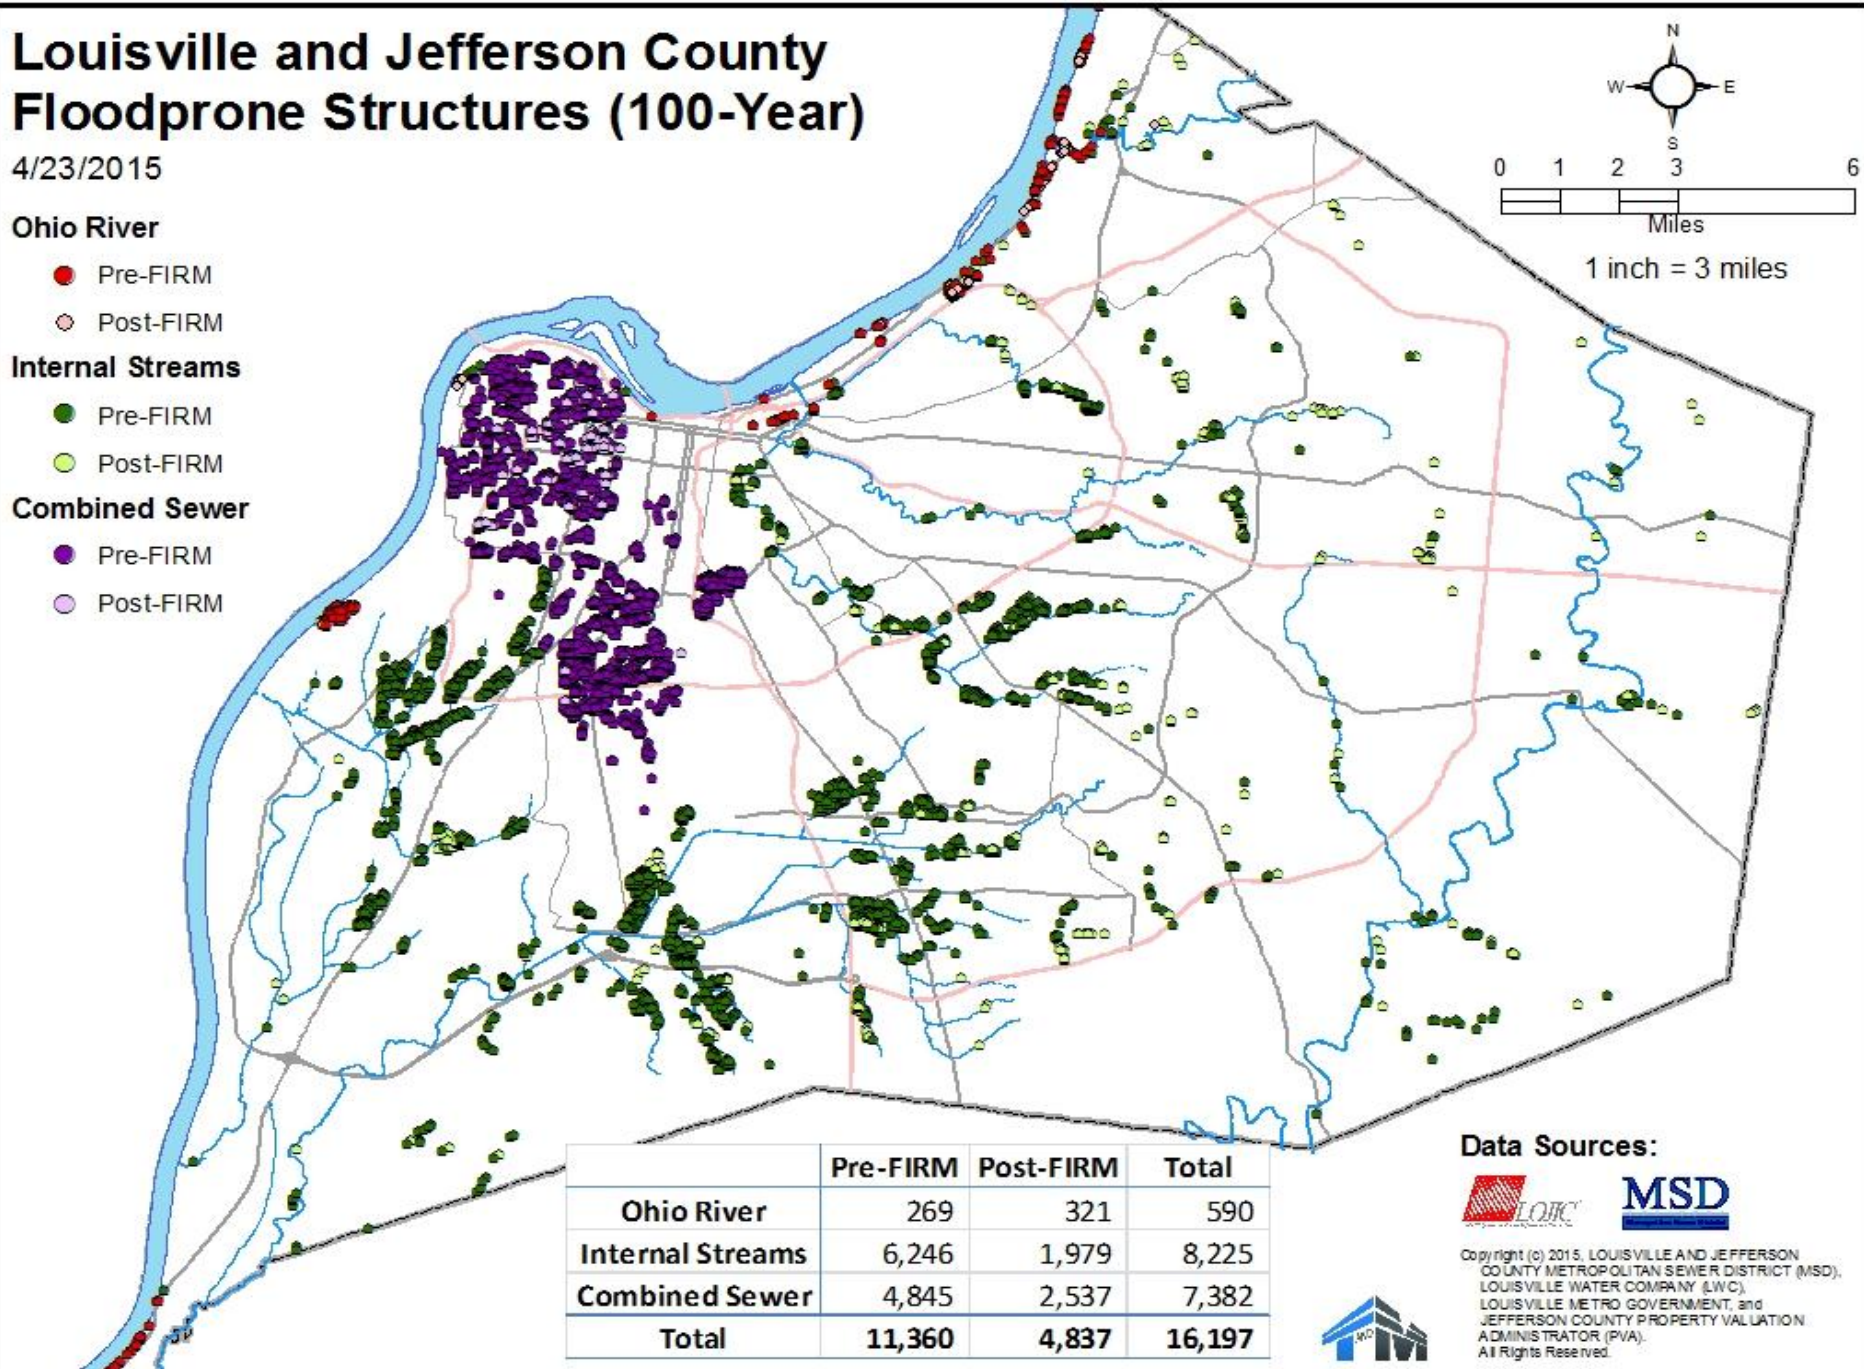 Louisville and Jefferson County
Floodprone Structures (100-Year)
4/23/2015
Ohio River
Pre-FIRM
Post-FIRM
Internal Streams
Pre-FIRM
Post-FIRM
Combined Sewer
Pre-FIRM
Post-FIRM
N
W E
S
0 1 2 3 6
Miles
1 inch = 3 miles
Pre-FIRM Post-FIRM Total
Ohio River 269 321 590
Internal Streams 6,246 1,979 8,225
Combined Sewer 4,845 2,537 7,382
Total 11,360 4,837 16,197
Data Sources:
LOJIC MSD
Copyright (c) 2015, LOUISVILLE AND JEFFERSON
COUNTY METROPOLITAN SEWER DISTRICT (MSD),
LOUISVILLE WATER COMPANY (LWC),
LOUISVILLE METRO GOVERNMENT, and
JEFFERSON COUNTY PROPERTY VALUATION
ADMINISTRATOR (PVA).
All Rights Reserved.